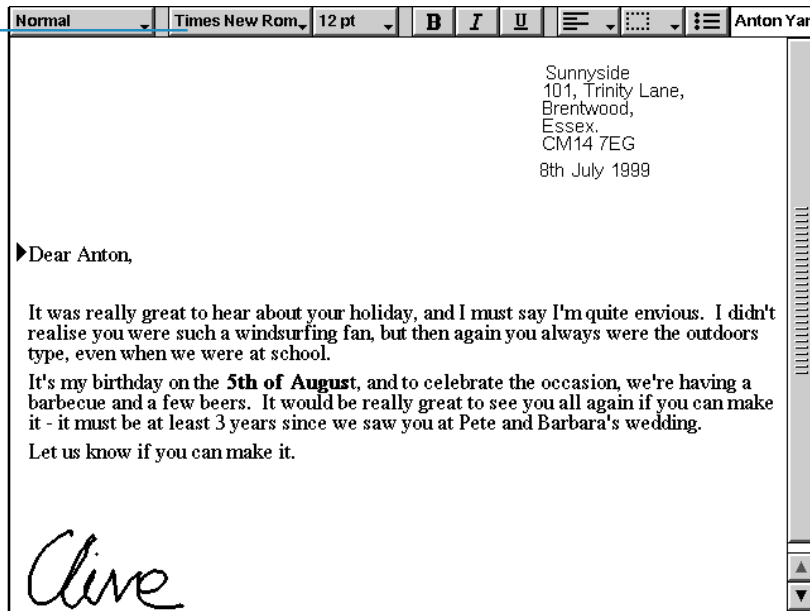 Normal Times New Rom 12 pt B I U Anton Yar
Sunnyside
101, Trinity Lane,
Brentwood,
Essex.
CM14 7EG
8th July 1999
Dear Anton,
It was really great to hear about your holiday, and I must say I'm quite envious. I didn't
realise you were such a windsurfing fan, but then again you always were the outdoors
type, even when we were at school.
It's my birthday on the 5th of August, and to celebrate the occasion, we're having a
barbecue and a few beers. It would be really great to see you all again if you can make
it - it must be at least 3 years since we saw you at Pete and Barbara's wedding.
Let us know if you can make it.
Clive